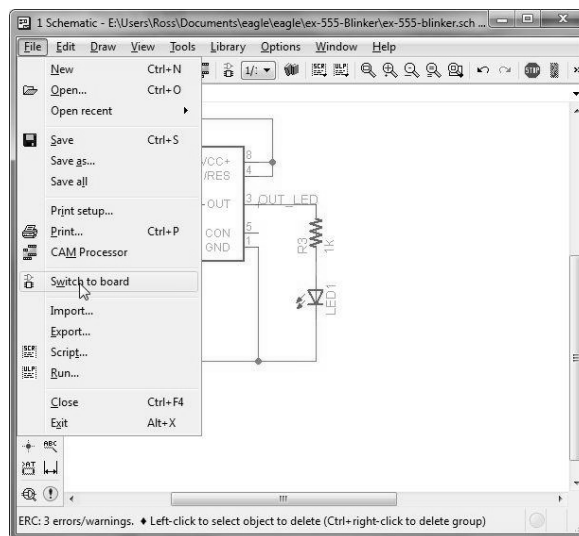 1 Schematic - E:\Users\Ross\Documents\eagle\eagle\ex-555-Blinker\ex-555-blinker.sch ...
File Edit Draw View Tools Library Options Window Help
New Ctrl+N
Open... Ctrl+O
Open recent
Save Ctrl+S
Save as...
Save all
Print setup...
Print... Ctrl+P
CAM Processor
Switch to board
Import...
Export...
Script...
Run...
Close Ctrl+F4
Exit Alt+X
1/:
SCR
ULP
STOP
VCC+ 8
/RES 4
-OUT 3 OUT_LED
CON 5
GND 1
R3
1K
LED1
SCR
ULP
ABC
ERC: 3 errors/warnings. ♦ Left-click to select object to delete (Ctrl+right-click to delete group)